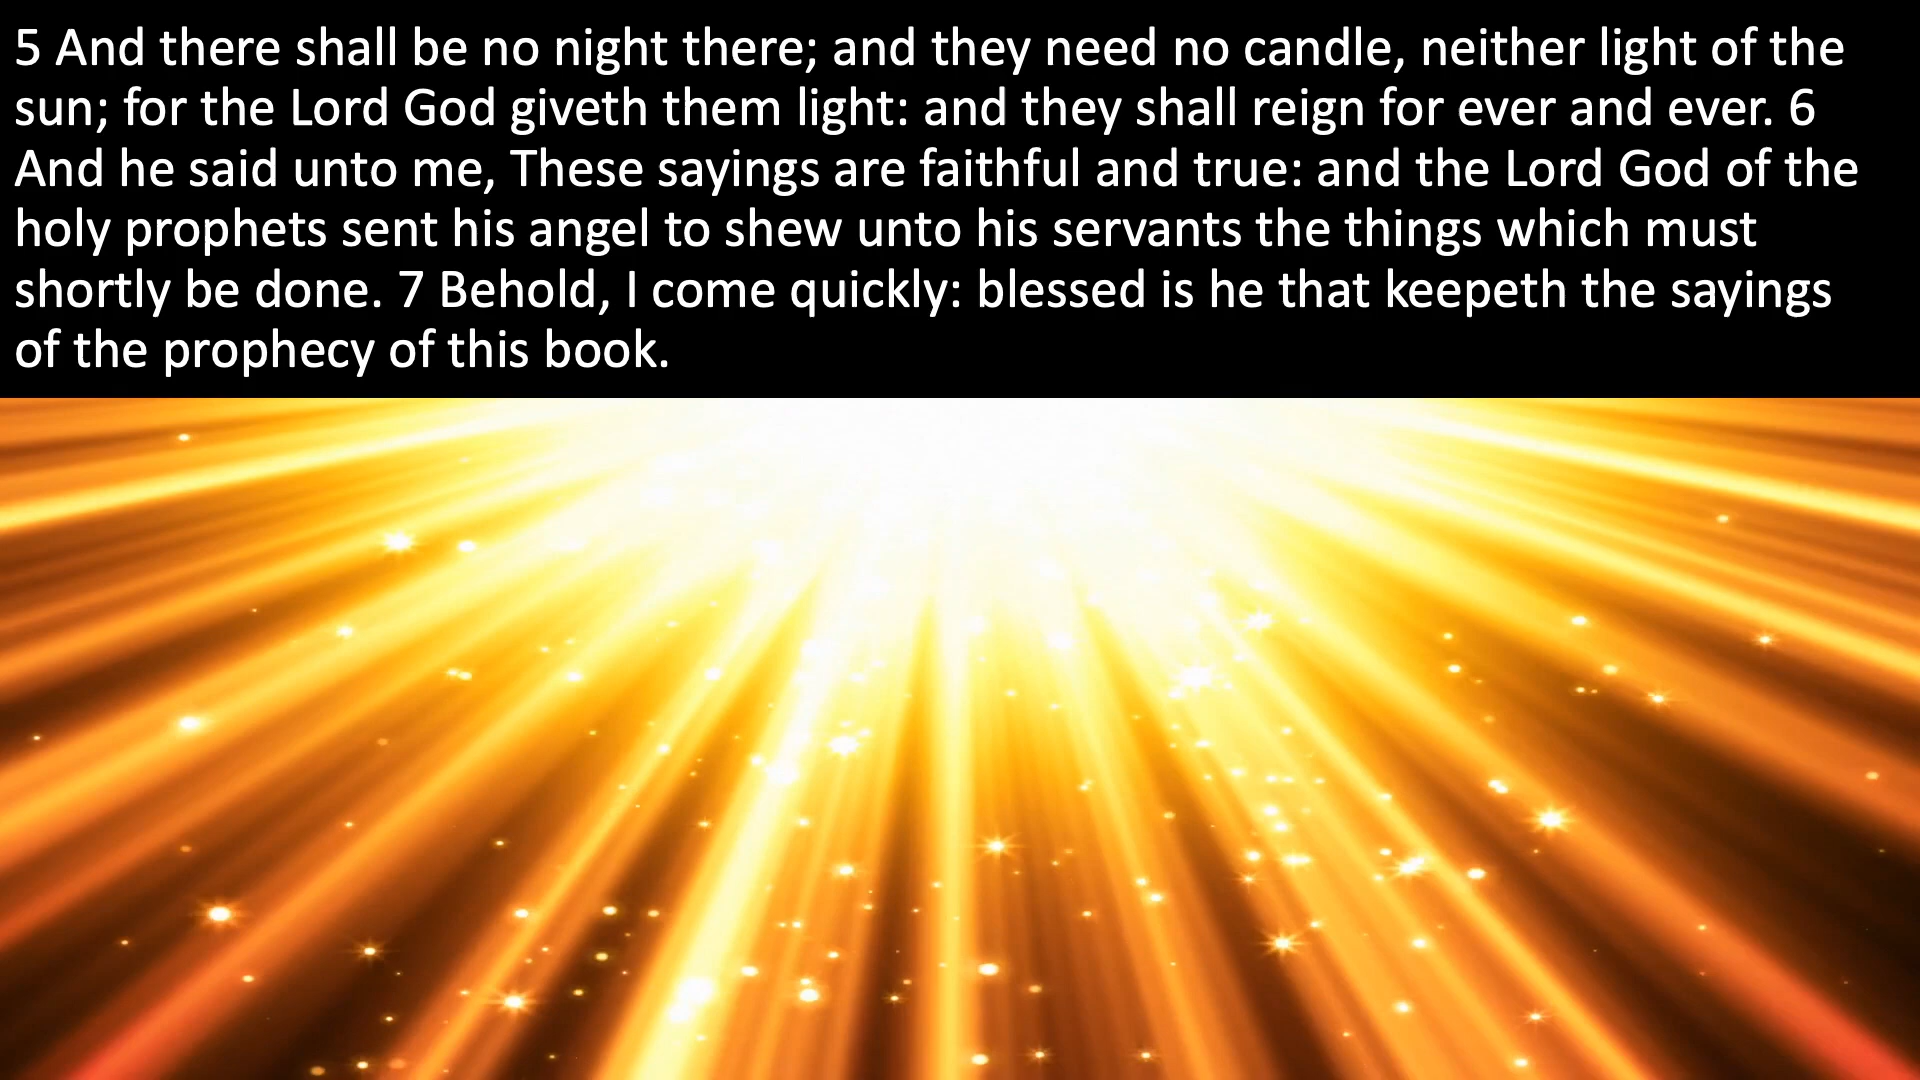 5 And there shall be no night there; and they need no candle, neither light of the
sun; for the Lord God giveth them light: and they shall reign for ever and ever. 6
And he said unto me, These sayings are faithful and true: and the Lord God of the
holy prophets sent his angel to shew unto his servants the things which must
shortly be done. 7 Behold, I come quickly: blessed is he that keepeth the sayings
of the prophecy of this book.